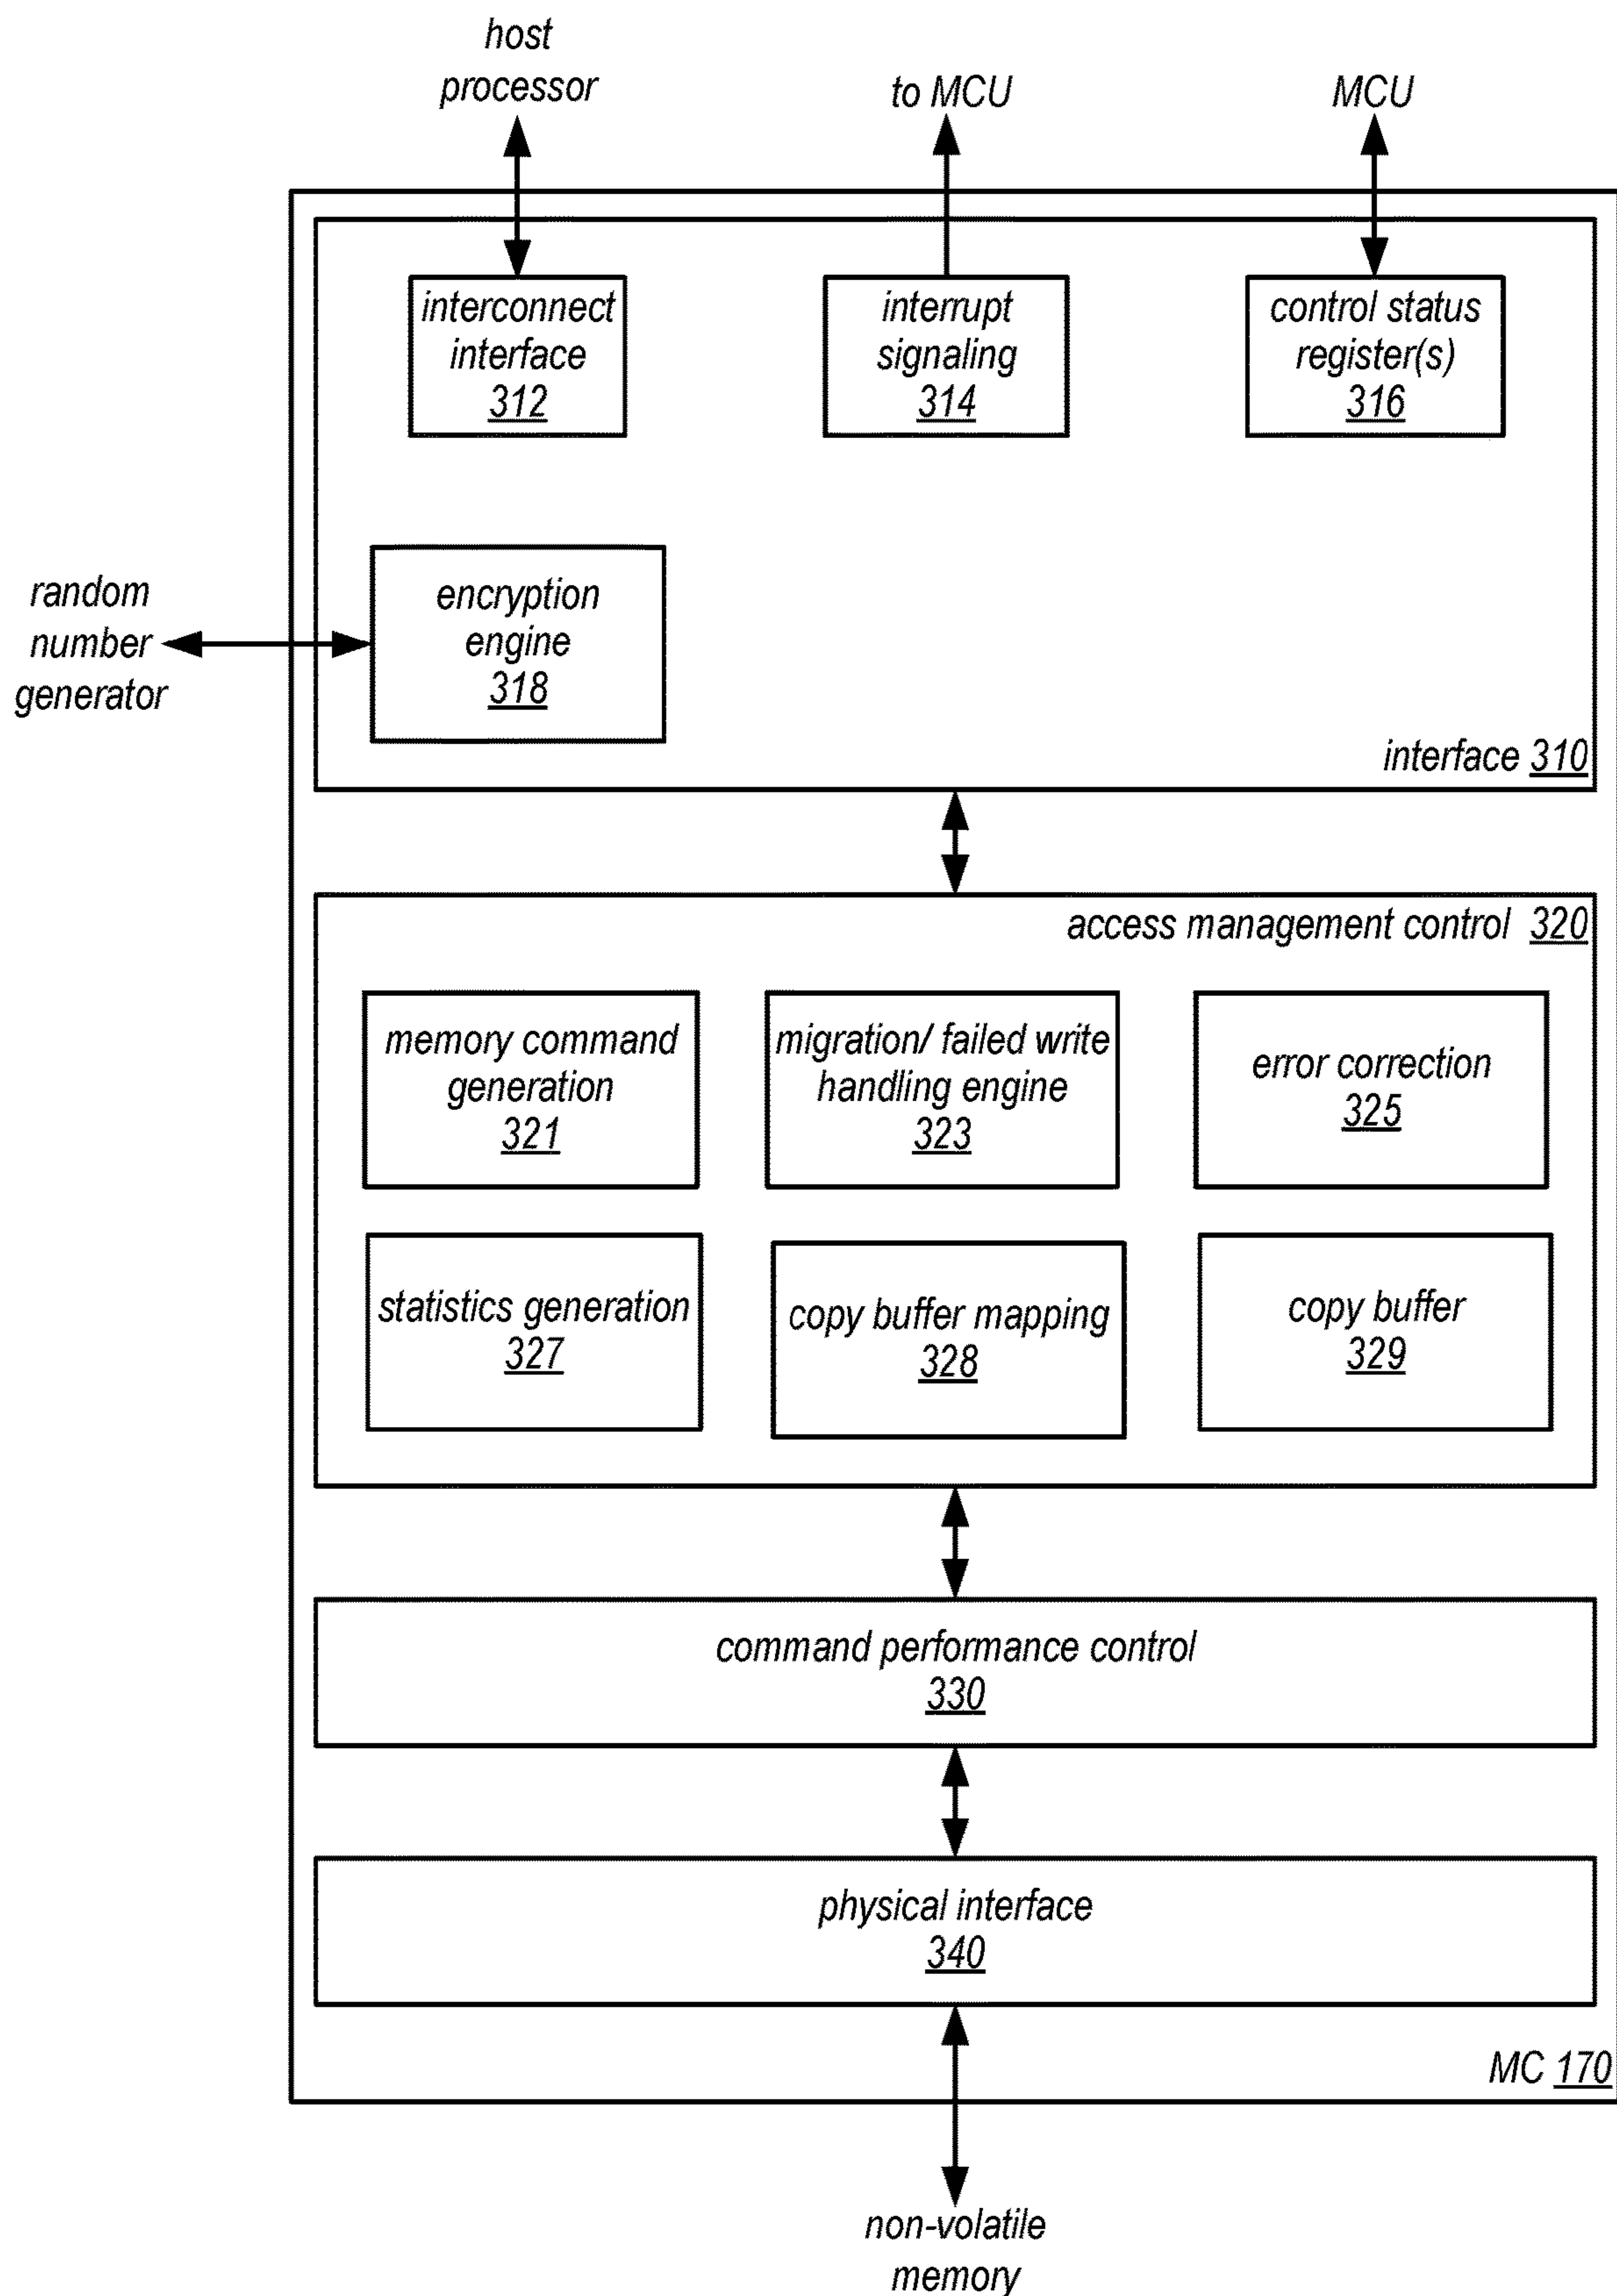 host
processor
to MCU
MCU
interconnect
interface
312
interrupt
signaling
314
control status
register(s)
316
random
number
generator
encryption
engine
318
interface 310
access management control 320
memory command
generation
321
migration/ failed write
handling engine
323
error correction
325
statistics generation
327
copy buffer mapping
328
copy buffer
329
command performance control
330
physical interface
340
MC 170
non-volatile
memory